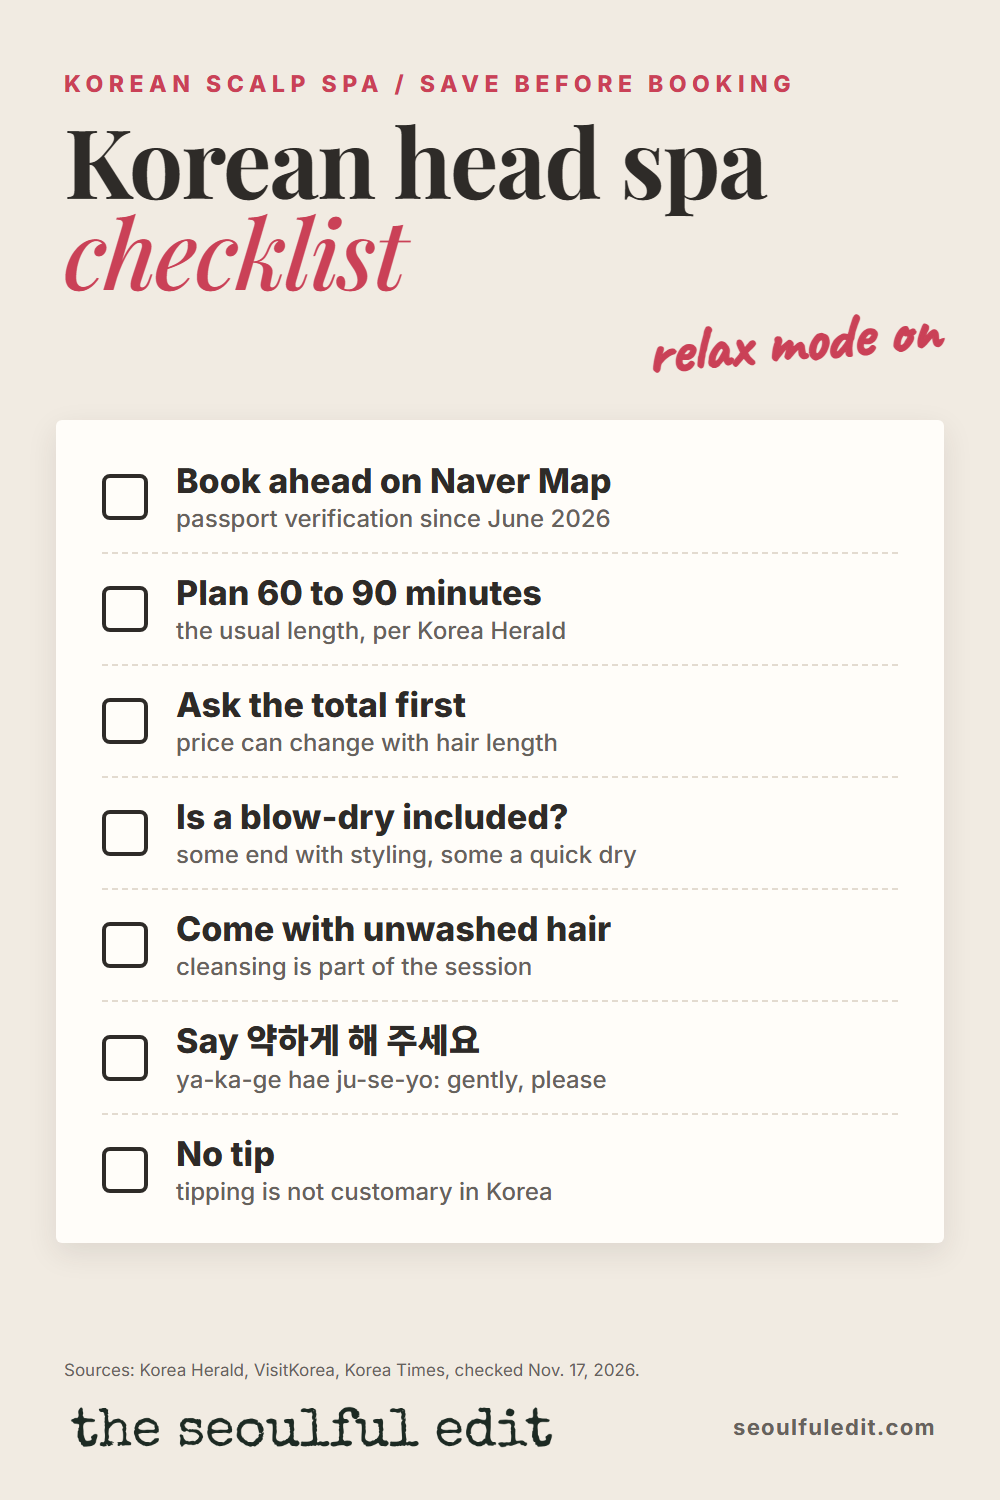 KOREAN SCALP SPA / SAVE BEFORE BOOKING
Korean head spa
checklist
relax mode on
Book ahead on Naver Map
passport verification since June 2026
Plan 60 to 90 minutes
the usual length, per Korea Herald
Ask the total first
price can change with hair length
Is a blow-dry included?
some end with styling, some a quick dry
Come with unwashed hair
cleansing is part of the session
Say 약하게 해 주세요
ya-ka-ge hae ju-se-yo: gently, please
No tip
tipping is not customary in Korea
Sources: Korea Herald, VisitKorea, Korea Times, checked Nov. 17, 2026.
the seoulful edit
seoulfuledit.com